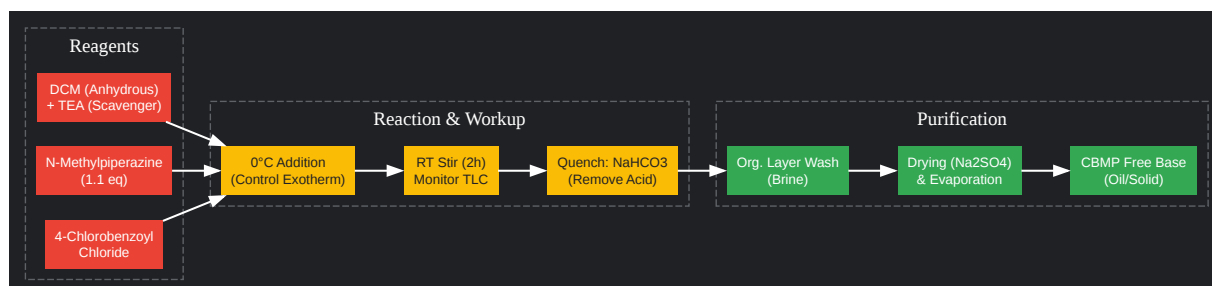 Reagents
DCM (Anhydrous)
+ TEA (Scavenger)
N-Methylpiperazine
(1.1 eq)
4-Chlorobenzoyl
Chloride
Reaction & Workup
0°C Addition
(Control Exotherm)
RT Stir (2h)
Monitor TLC
Quench: NaHCO3
(Remove Acid)
Purification
Org. Layer Wash
(Brine)
Drying (Na2SO4)
& Evaporation
CBMP Free Base
(Oil/Solid)